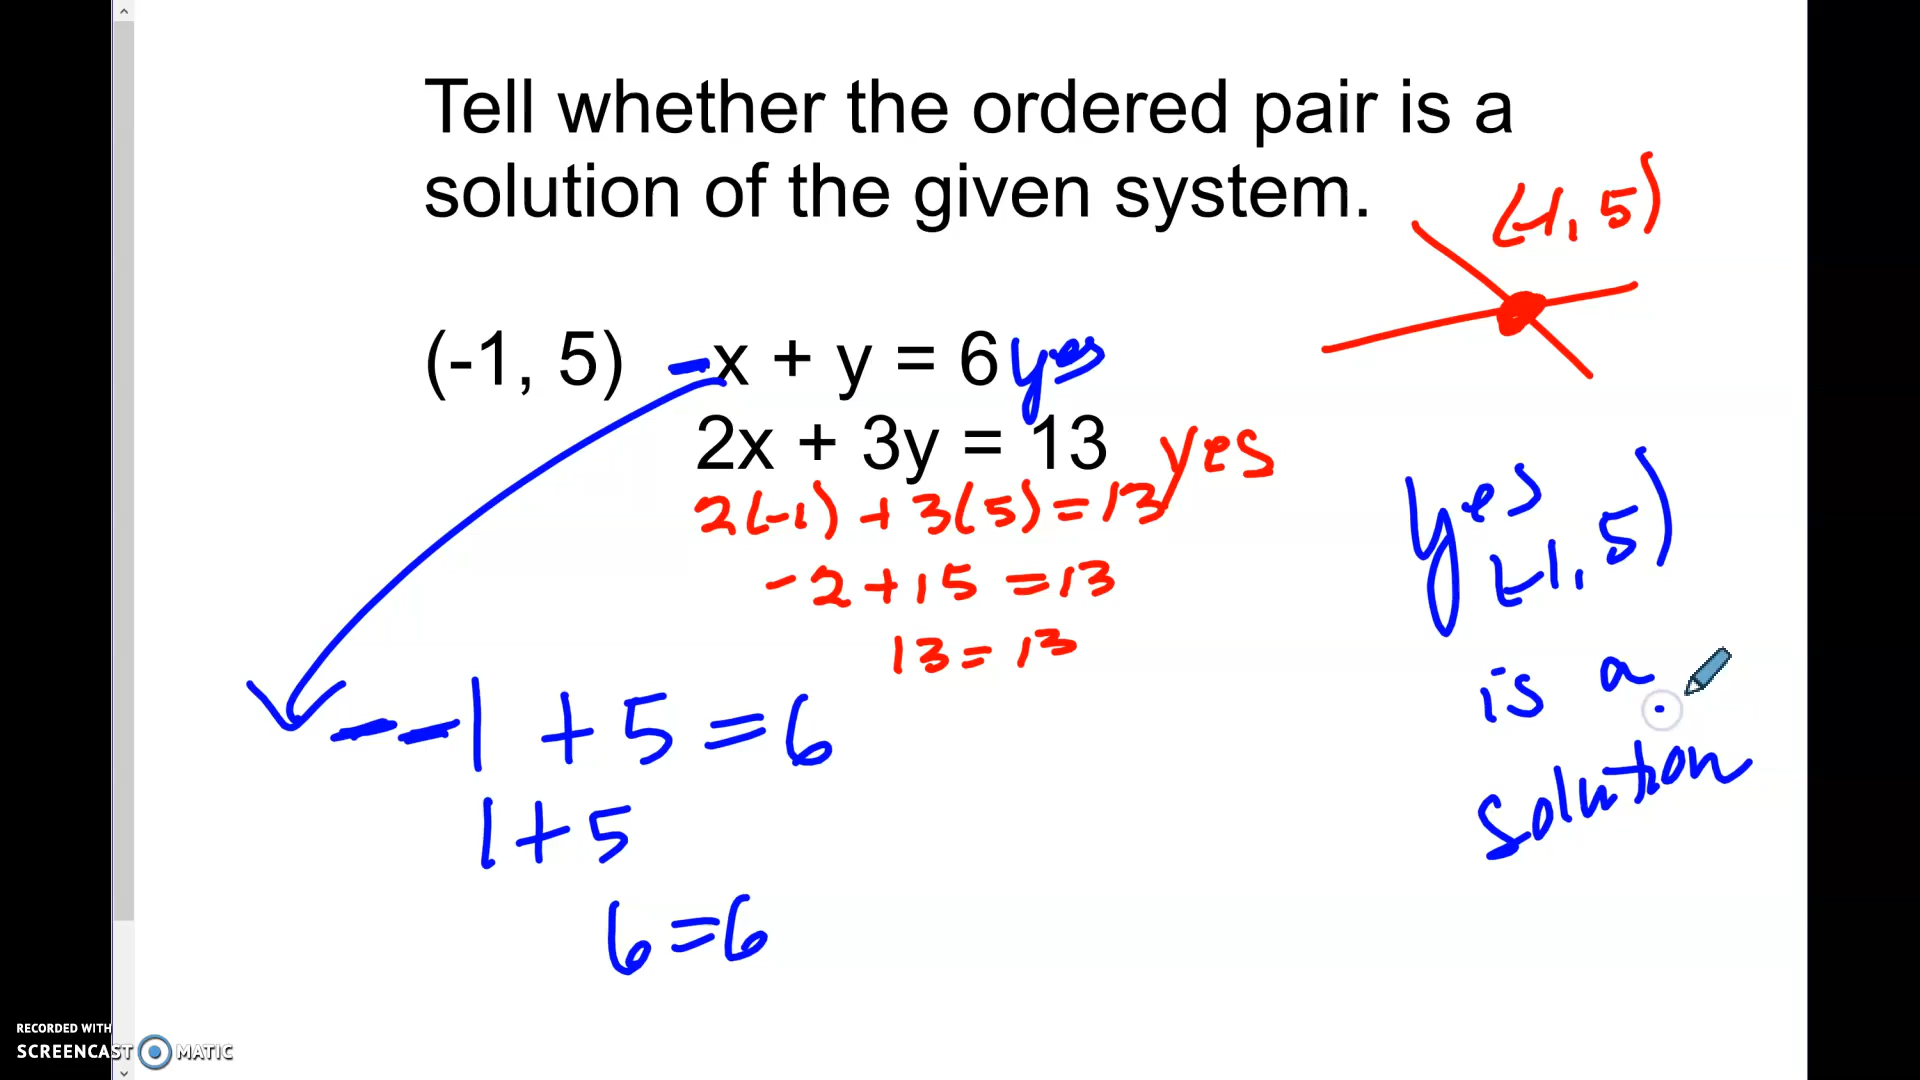 Tell whether the ordered pair is a
solution of the given system.
(-1, 5)
(-1, 5) -x + y = 6 yes
2x + 3y = 13 yes
2(-1) + 3(5) = 13
-2 + 15 = 13
13 = 13
--1 + 5 = 6
1 + 5
6 = 6
yes
(-1, 5)
is a
solution
RECORDED WITH
SCREENCAST MATIC